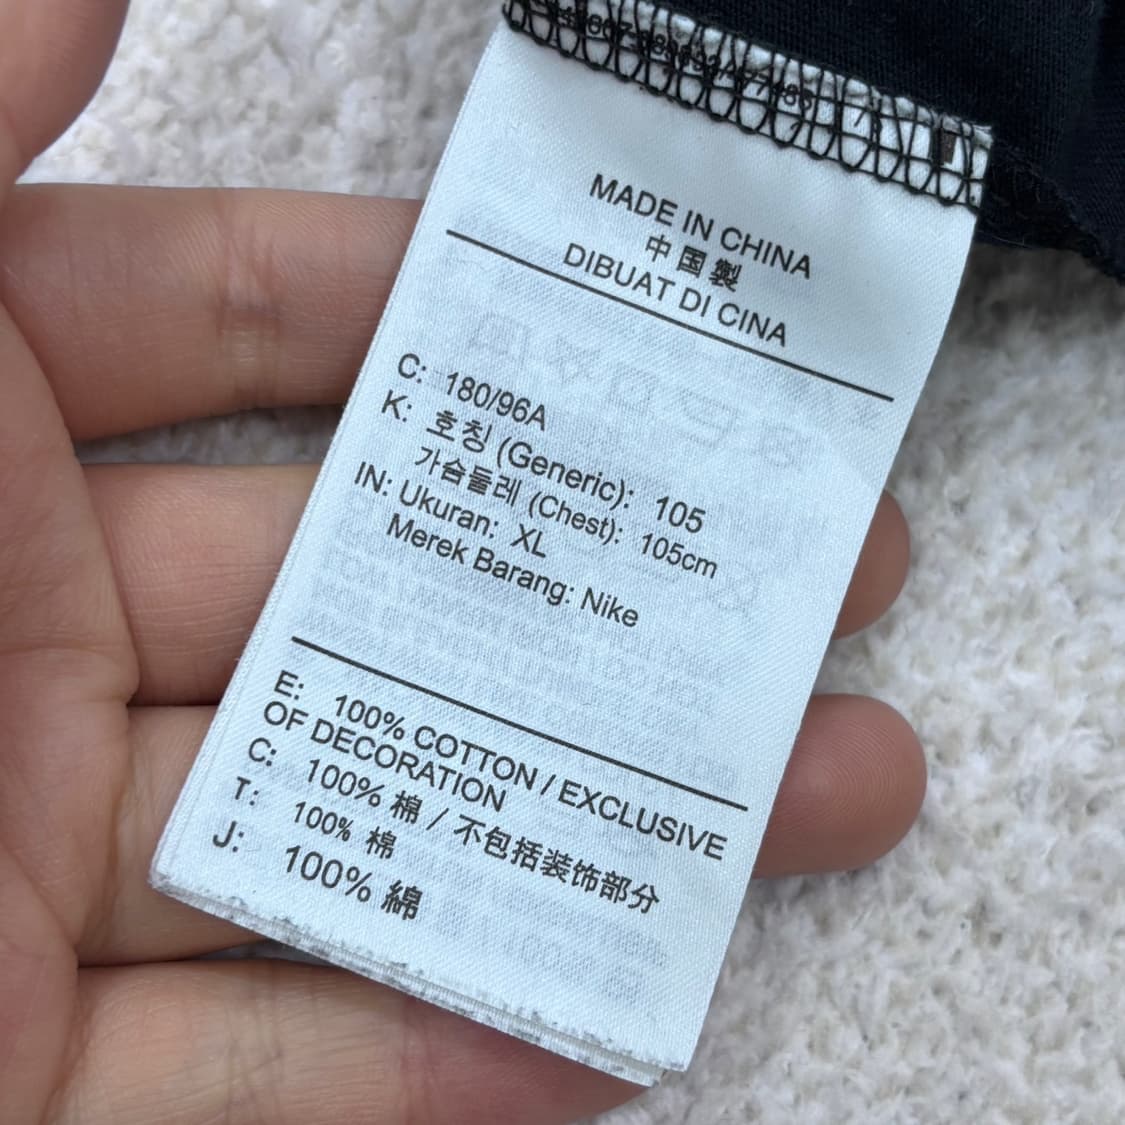 MADE IN CHINA
中国製
DIBUAT DI CINA
C: 180/96A
K: 호칭 (Generic): 105
가슴둘레 (Chest): 105cm
IN: Ukuran: XL
Merek Barang: Nike
E: 100% COTTON / EXCLUSIVE
OF DECORATION
C: 100% 棉 / 不包括装饰部分
T: 100% 棉
J: 100% 綿